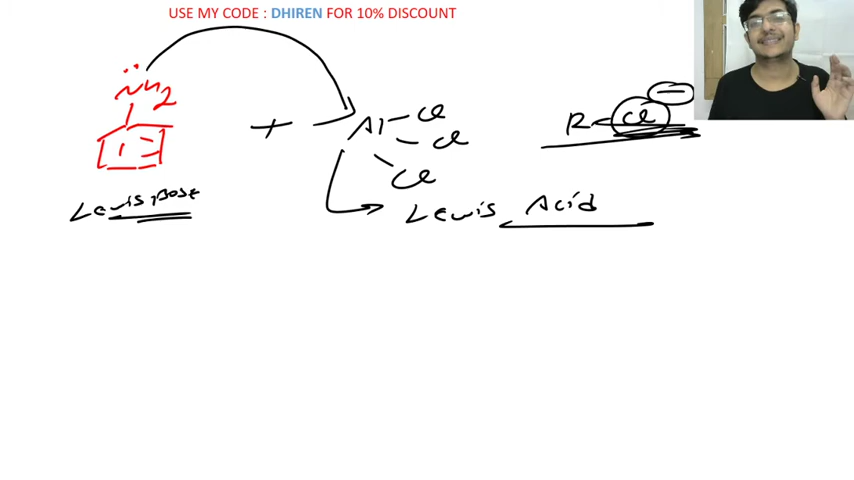 USE MY CODE : DHIREN FOR 10% DISCOUNT
NH2
+ Al Cl Cl Cl
R-Cl −
Lewis Base
Lewis Acid